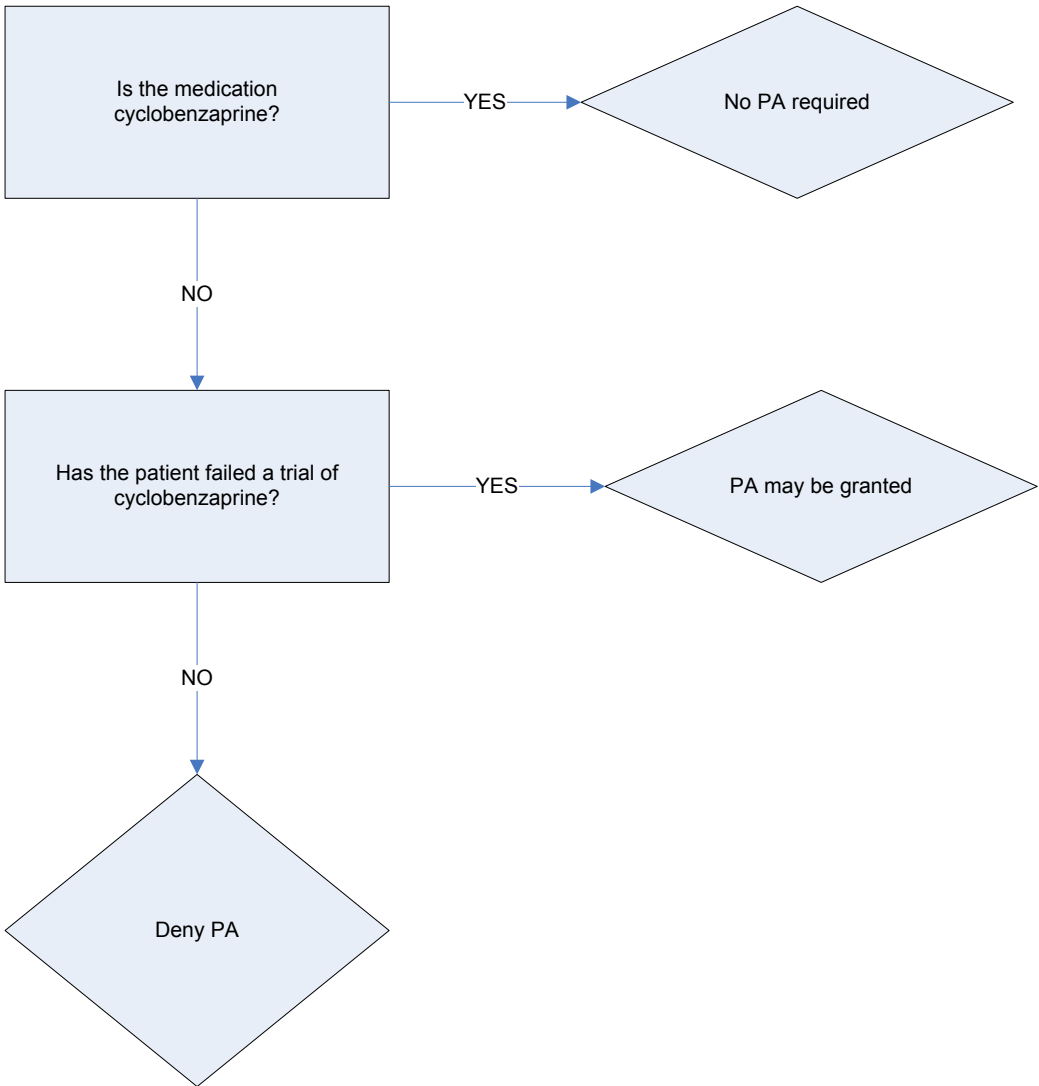 Is the medication
cyclobenzaprine?
YES
No PA required
NO
Has the patient failed a trial of
cyclobenzaprine?
YES
PA may be granted
NO
Deny PA